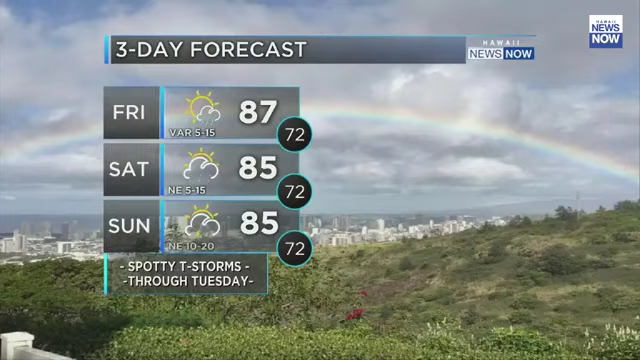 HAWAII
NEWS
NOW
3-DAY FORECAST
HAWAII
NEWS NOW
FRI
VAR 5-15
87
72
SAT
NE 5-15
85
72
SUN
NE 10-20
85
72
- SPOTTY T-STORMS -
-THROUGH TUESDAY-